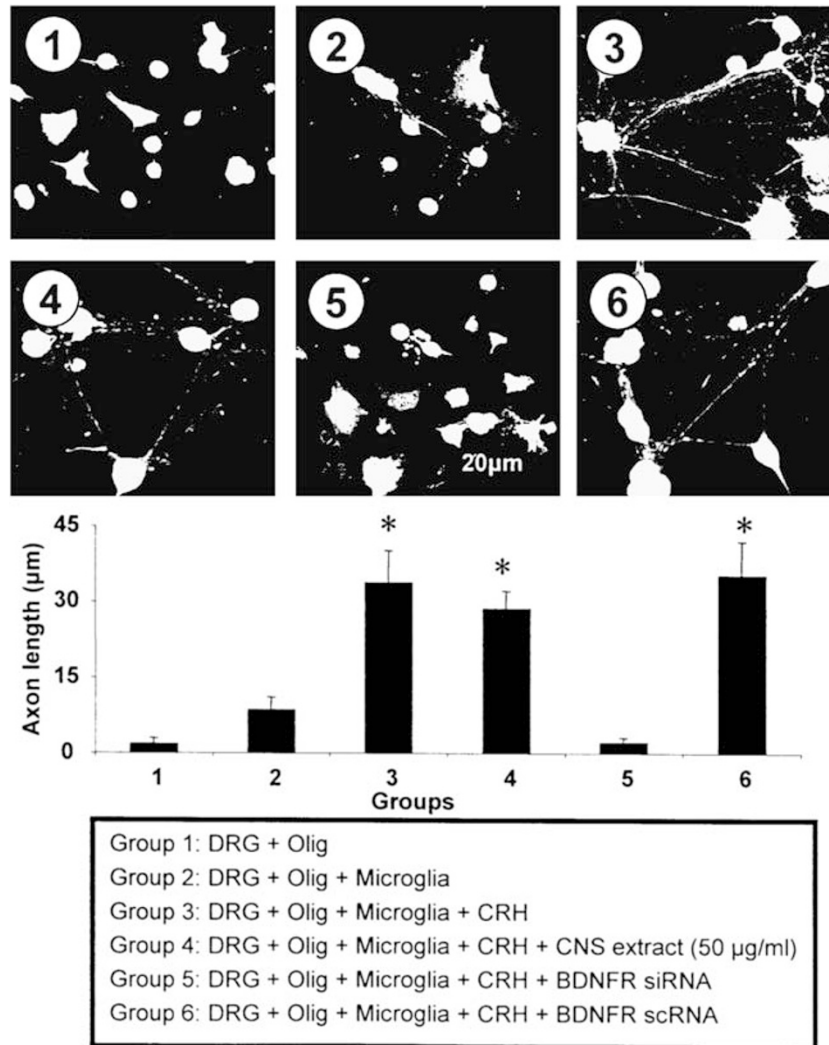 1
2
3
4
5
6
20µm
45
30
15
0
Axon length (µm)
* * *
1 2 3 4 5 6
Groups
Group 1: DRG + Olig
Group 2: DRG + Olig + Microglia
Group 3: DRG + Olig + Microglia + CRH
Group 4: DRG + Olig + Microglia + CRH + CNS extract (50 µg/ml)
Group 5: DRG + Olig + Microglia + CRH + BDNFR siRNA
Group 6: DRG + Olig + Microglia + CRH + BDNFR scRNA